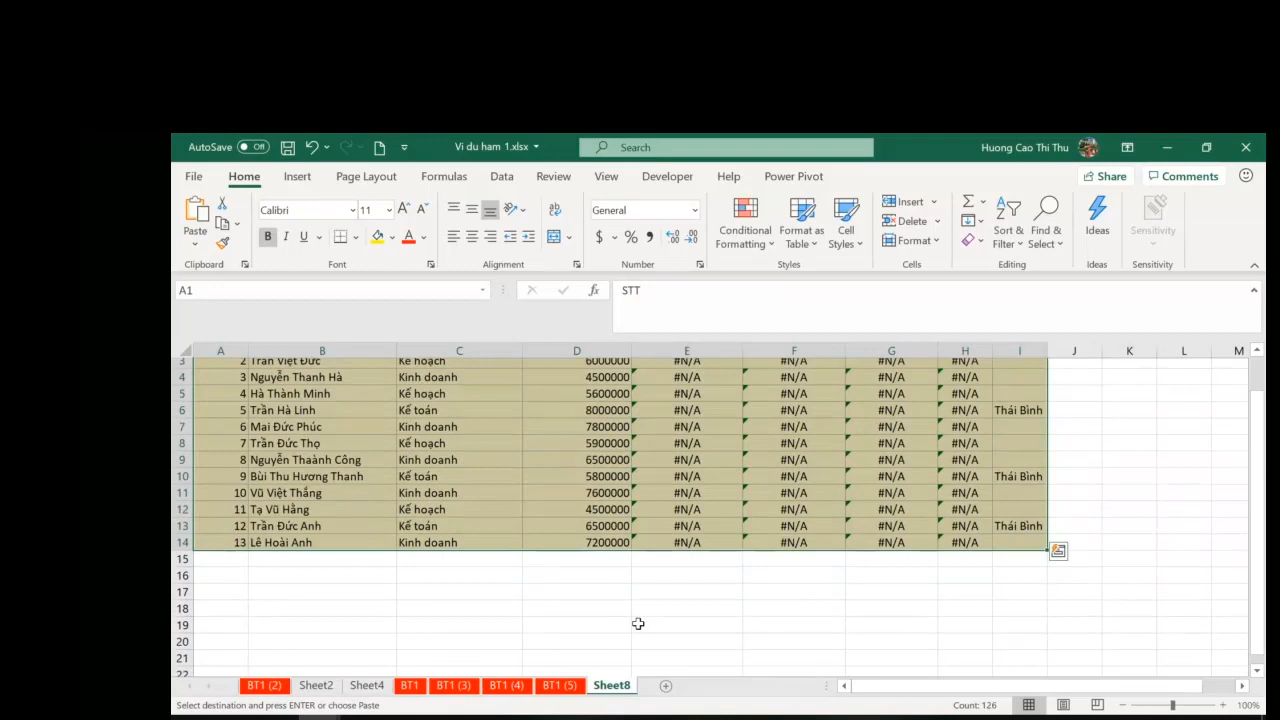 AutoSave Off Vi du ham 1.xlsx Search Huong Cao Thi Thu
File Home Insert Page Layout Formulas Data Review View Developer Help Power Pivot Share Comments
Paste Calibri 11 General Conditional Formatting Format as Table Cell Styles Insert Delete Format Sort & Filter Find & Select Ideas Sensitivity
Clipboard Font Alignment Number Styles Cells Editing Ideas Sensitivity
A1 fx STT
A B C D E F G H I J K L M
3 2 Trần Việt Đức Kế hoạch 6000000 #N/A #N/A #N/A #N/A
4 3 Nguyễn Thanh Hà Kinh doanh 4500000 #N/A #N/A #N/A #N/A
5 4 Hà Thành Minh Kế hoạch 5600000 #N/A #N/A #N/A #N/A
6 5 Trần Hà Linh Kế toán 8000000 #N/A #N/A #N/A #N/A Thái Bình
7 6 Mai Đức Phúc Kinh doanh 7800000 #N/A #N/A #N/A #N/A
8 7 Trần Đức Thọ Kế hoạch 5900000 #N/A #N/A #N/A #N/A
9 8 Nguyễn Thaành Công Kinh doanh 6500000 #N/A #N/A #N/A #N/A
10 9 Bùi Thu Hương Thanh Kế toán 5800000 #N/A #N/A #N/A #N/A Thái Bình
11 10 Vũ Việt Thắng Kinh doanh 7600000 #N/A #N/A #N/A #N/A
12 11 Tạ Vũ Hằng Kế hoạch 4500000 #N/A #N/A #N/A #N/A
13 12 Trần Đức Anh Kế toán 6500000 #N/A #N/A #N/A #N/A Thái Bình
14 13 Lê Hoài Anh Kinh doanh 7200000 #N/A #N/A #N/A #N/A
15
16
17
18
19
20
21
22
BT1 (2) Sheet2 Sheet4 BT1 BT1 (3) BT1 (4) BT1 (5) Sheet8
Select destination and press ENTER or choose Paste Count: 126 100%